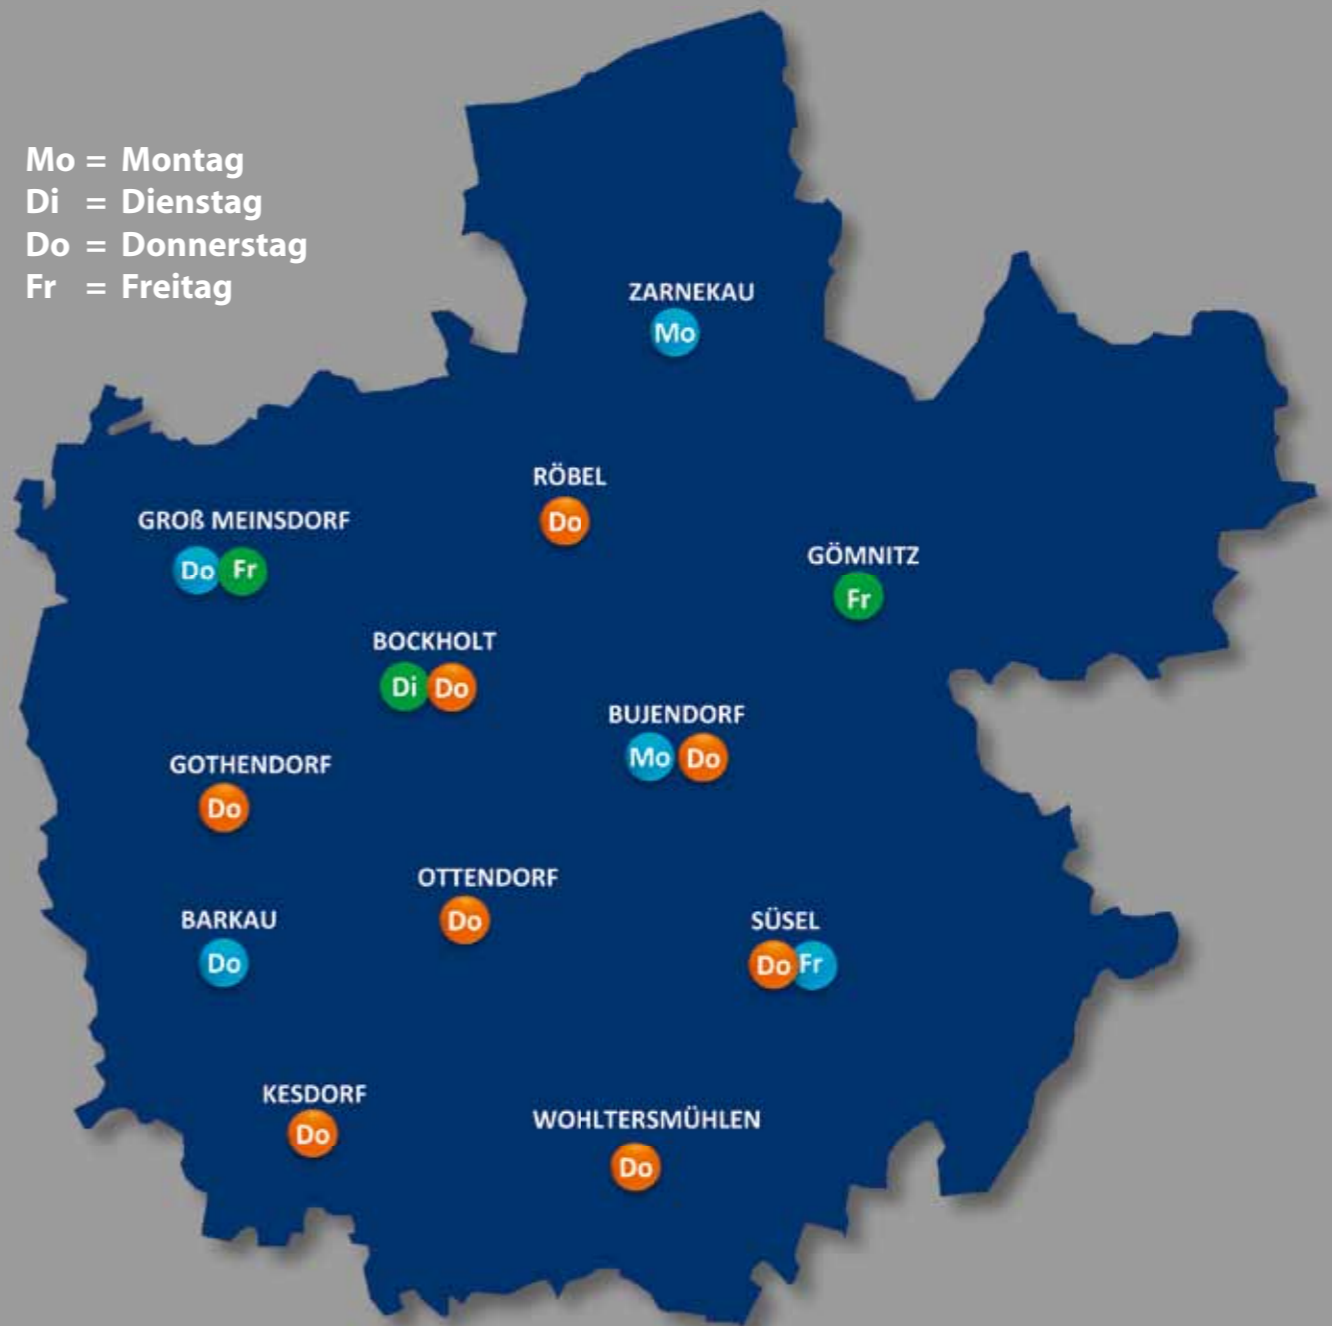 Mo = Montag
Di = Dienstag
Do = Donnerstag
Fr = Freitag
ZARNEKAU
Mo
RÖBEL
Do
GROß MEINSDORF
Do Fr
GÖMNITZ
Fr
BOCKHOLT
Di Do
BUJENDORF
Mo Do
GOTHENDORF
Do
OTTENDORF
Do
BARKAU
Do
SÜSEL
Do Fr
KESDORF
Do
WOHLTERSMÜHLEN
Do